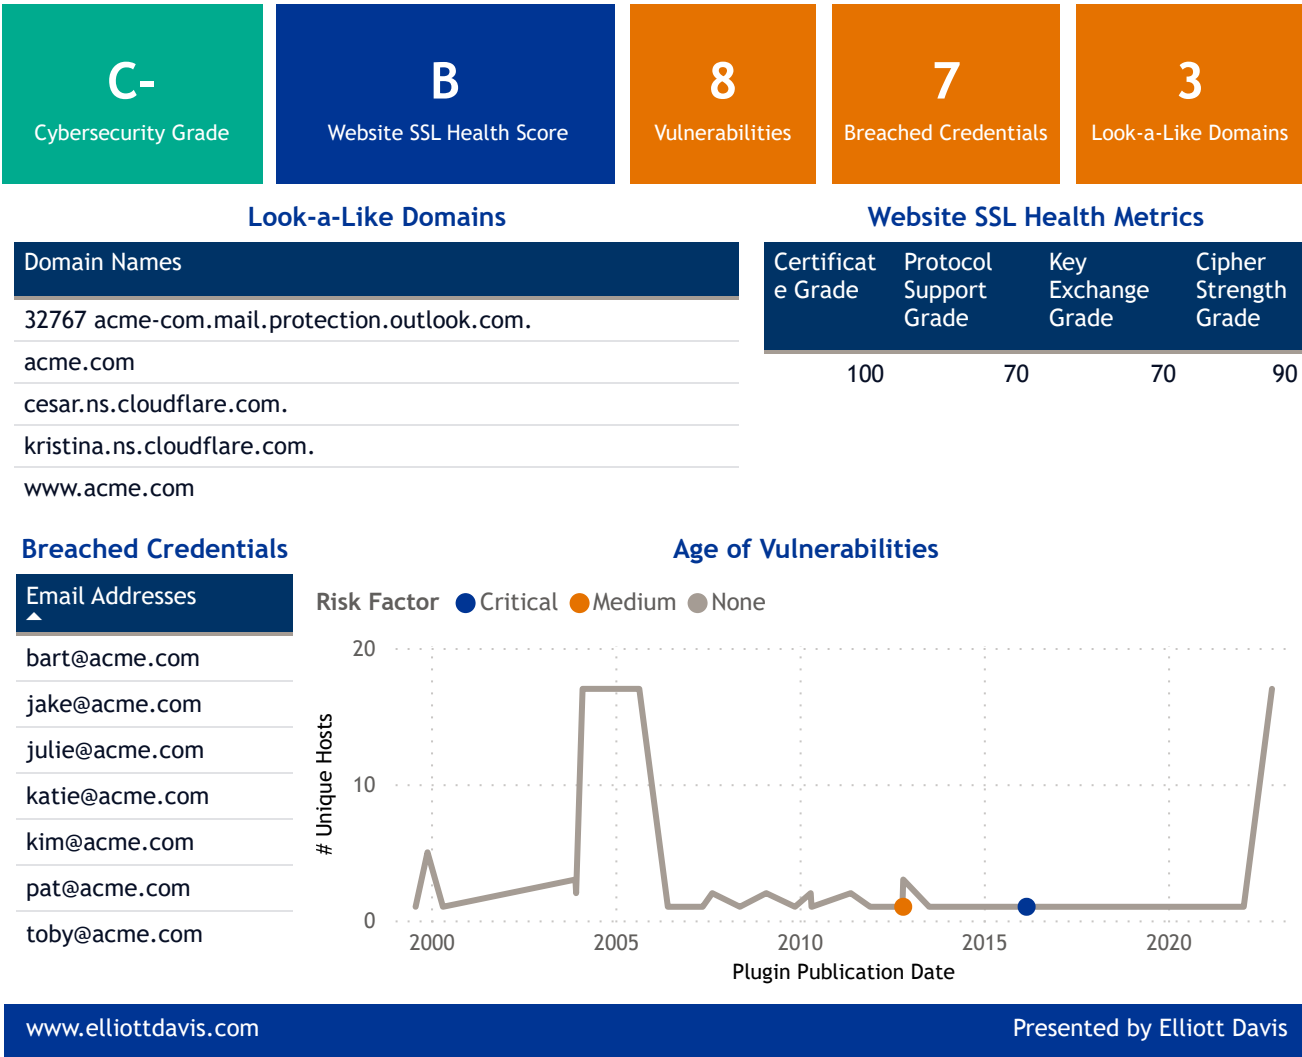 C-
Cybersecurity Grade
B
Website SSL Health Score
8
Vulnerabilities
7
Breached Credentials
3
Look-a-Like Domains
Look-a-Like Domains
Domain Names
32767 acme-com.mail.protection.outlook.com.
acme.com
cesar.ns.cloudflare.com.
kristina.ns.cloudflare.com.
www.acme.com
Website SSL Health Metrics
Certificat
e Grade
Protocol
Support
Grade
Key
Exchange
Grade
Cipher
Strength
Grade
100 70 70 90
Breached Credentials
Email Addresses
bart@acme.com
jake@acme.com
julie@acme.com
katie@acme.com
kim@acme.com
pat@acme.com
toby@acme.com
Age of Vulnerabilities
Risk Factor Critical Medium None
# Unique Hosts
20
10
0
2000 2005 2010 2015 2020
Plugin Publication Date
www.elliottdavis.com
Presented by Elliott Davis